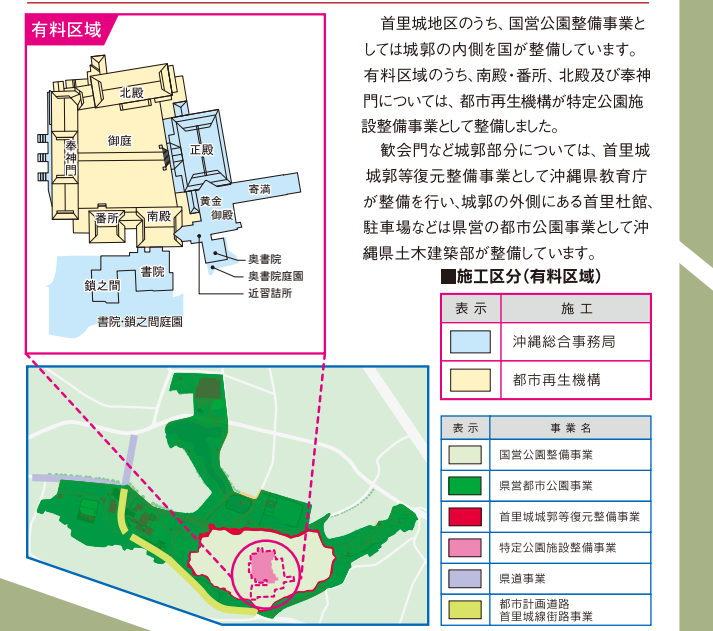 有料区域
北殿
御庭
奉神門
正殿
番所
南殿
黄金御殿
寄満
鎖之間
書院
奥書院
奥書院庭園
近習詰所
書院・鎖之間庭園
首里城地区のうち、国営公園整備事業と
しては城郭の内側を国が整備しています。
有料区域のうち、南殿・番所、北殿及び奉神
門については、都市再生機構が特定公園施
設整備事業として整備しました。
歓会門など城郭部分については、首里城
城郭等復元整備事業として沖縄県教育庁
が整備を行い、城郭の外側にある首里杜館、
駐車場などは県営の都市公園事業として沖
縄県土木建築部が整備しています。
■施工区分(有料区域)
表示 施工
沖縄総合事務局
都市再生機構
表示 事業名
国営公園整備事業
県営都市公園事業
首里城城郭等復元整備事業
特定公園施設整備事業
県道事業
都市計画道路
首里城線街路事業